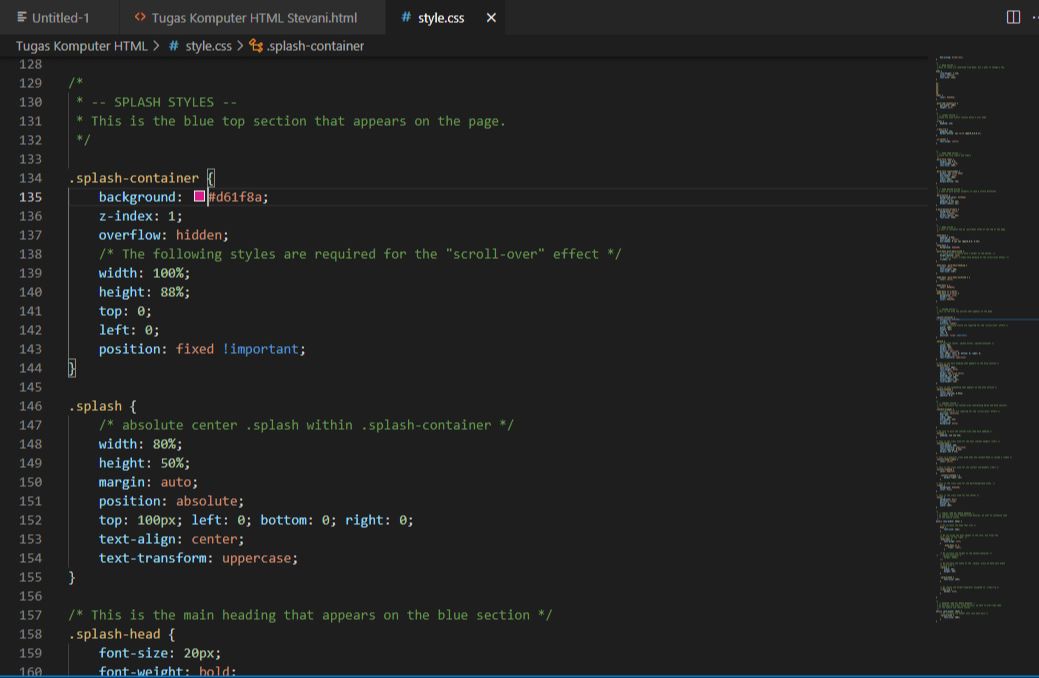 Untitled-1
Tugas Komputer HTML Stevani.html
# style.css
Tugas Komputer HTML > # style.css > .splash-container
128
129 /*
130 * -- SPLASH STYLES --
131 * This is the blue top section that appears on the page.
132 */
133
134 .splash-container {
135 background: #d61f8a;
136 z-index: 1;
137 overflow: hidden;
138 /* The following styles are required for the "scroll-over" effect */
139 width: 100%;
140 height: 88%;
141 top: 0;
142 left: 0;
143 position: fixed !important;
144 }
145
146 .splash {
147 /* absolute center .splash within .splash-container */
148 width: 80%;
149 height: 50%;
150 margin: auto;
151 position: absolute;
152 top: 100px; left: 0; bottom: 0; right: 0;
153 text-align: center;
154 text-transform: uppercase;
155 }
156
157 /* This is the main heading that appears on the blue section */
158 .splash-head {
159 font-size: 20px;
160 font-weight: bold;